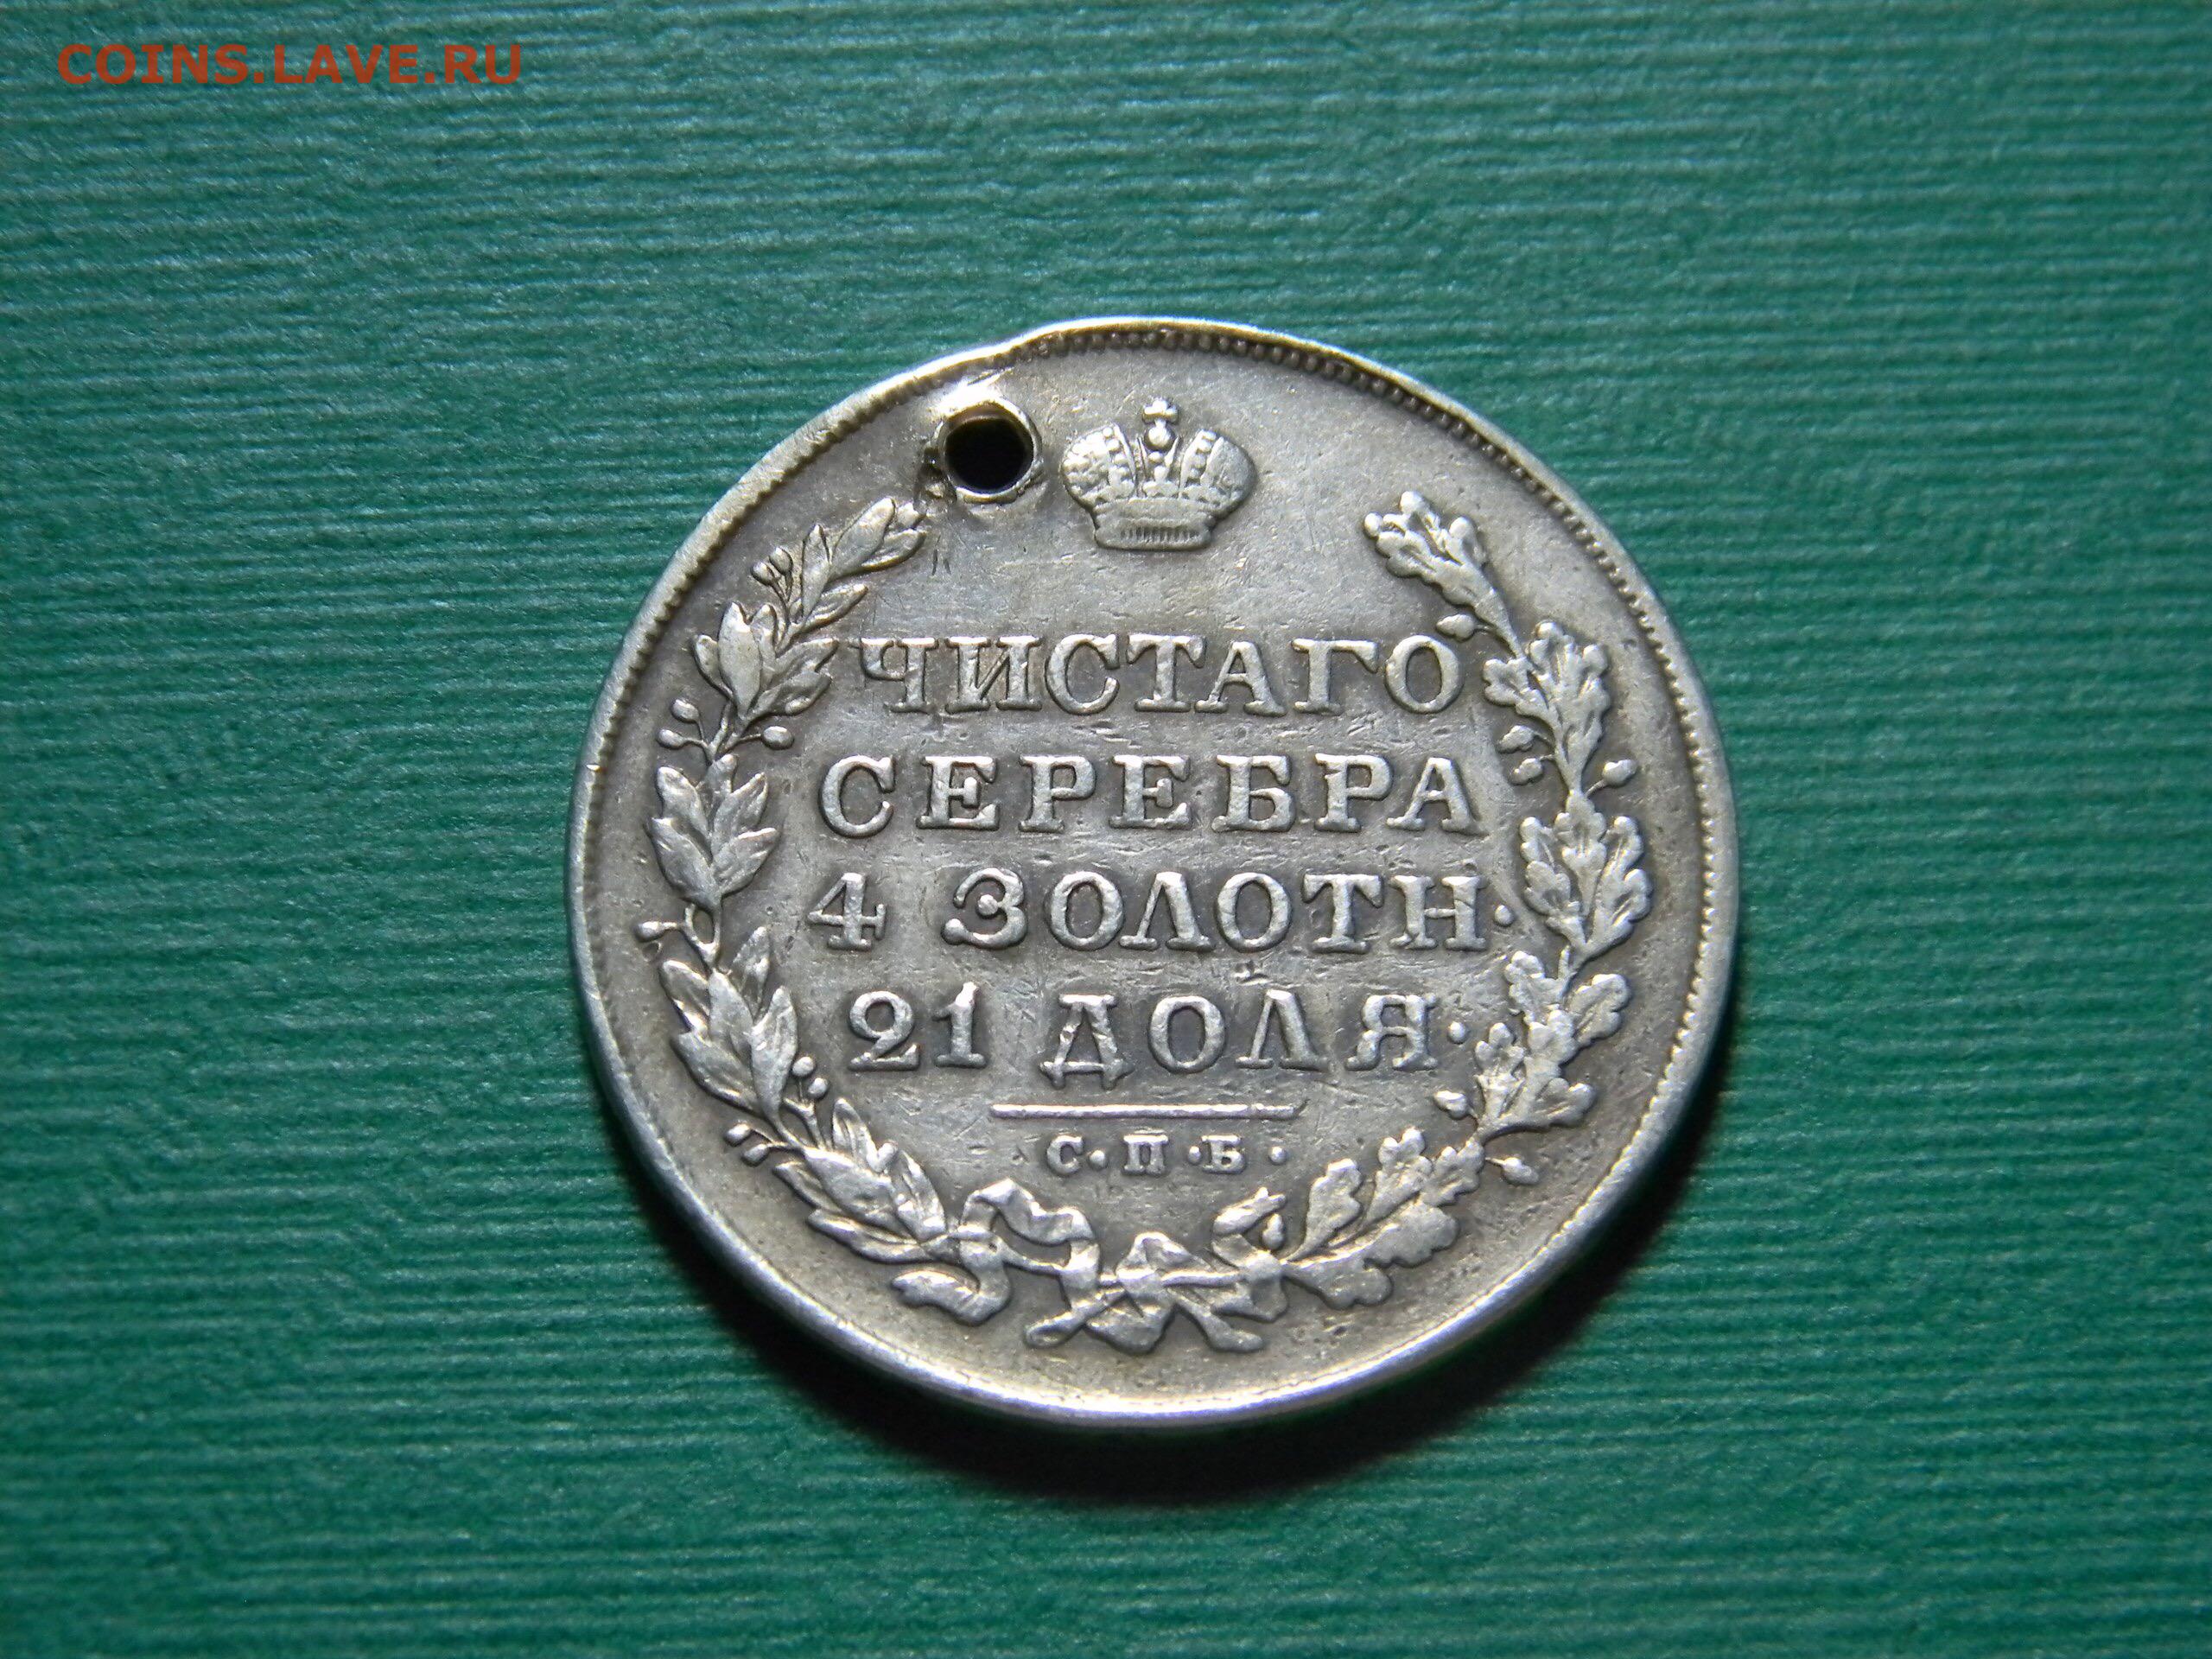 COINS.LAVE.RU
ЧИСТАГО
СЕРЕБРА
4 ЗОЛОТН.
21 ДОЛЯ.
С·П·Б·